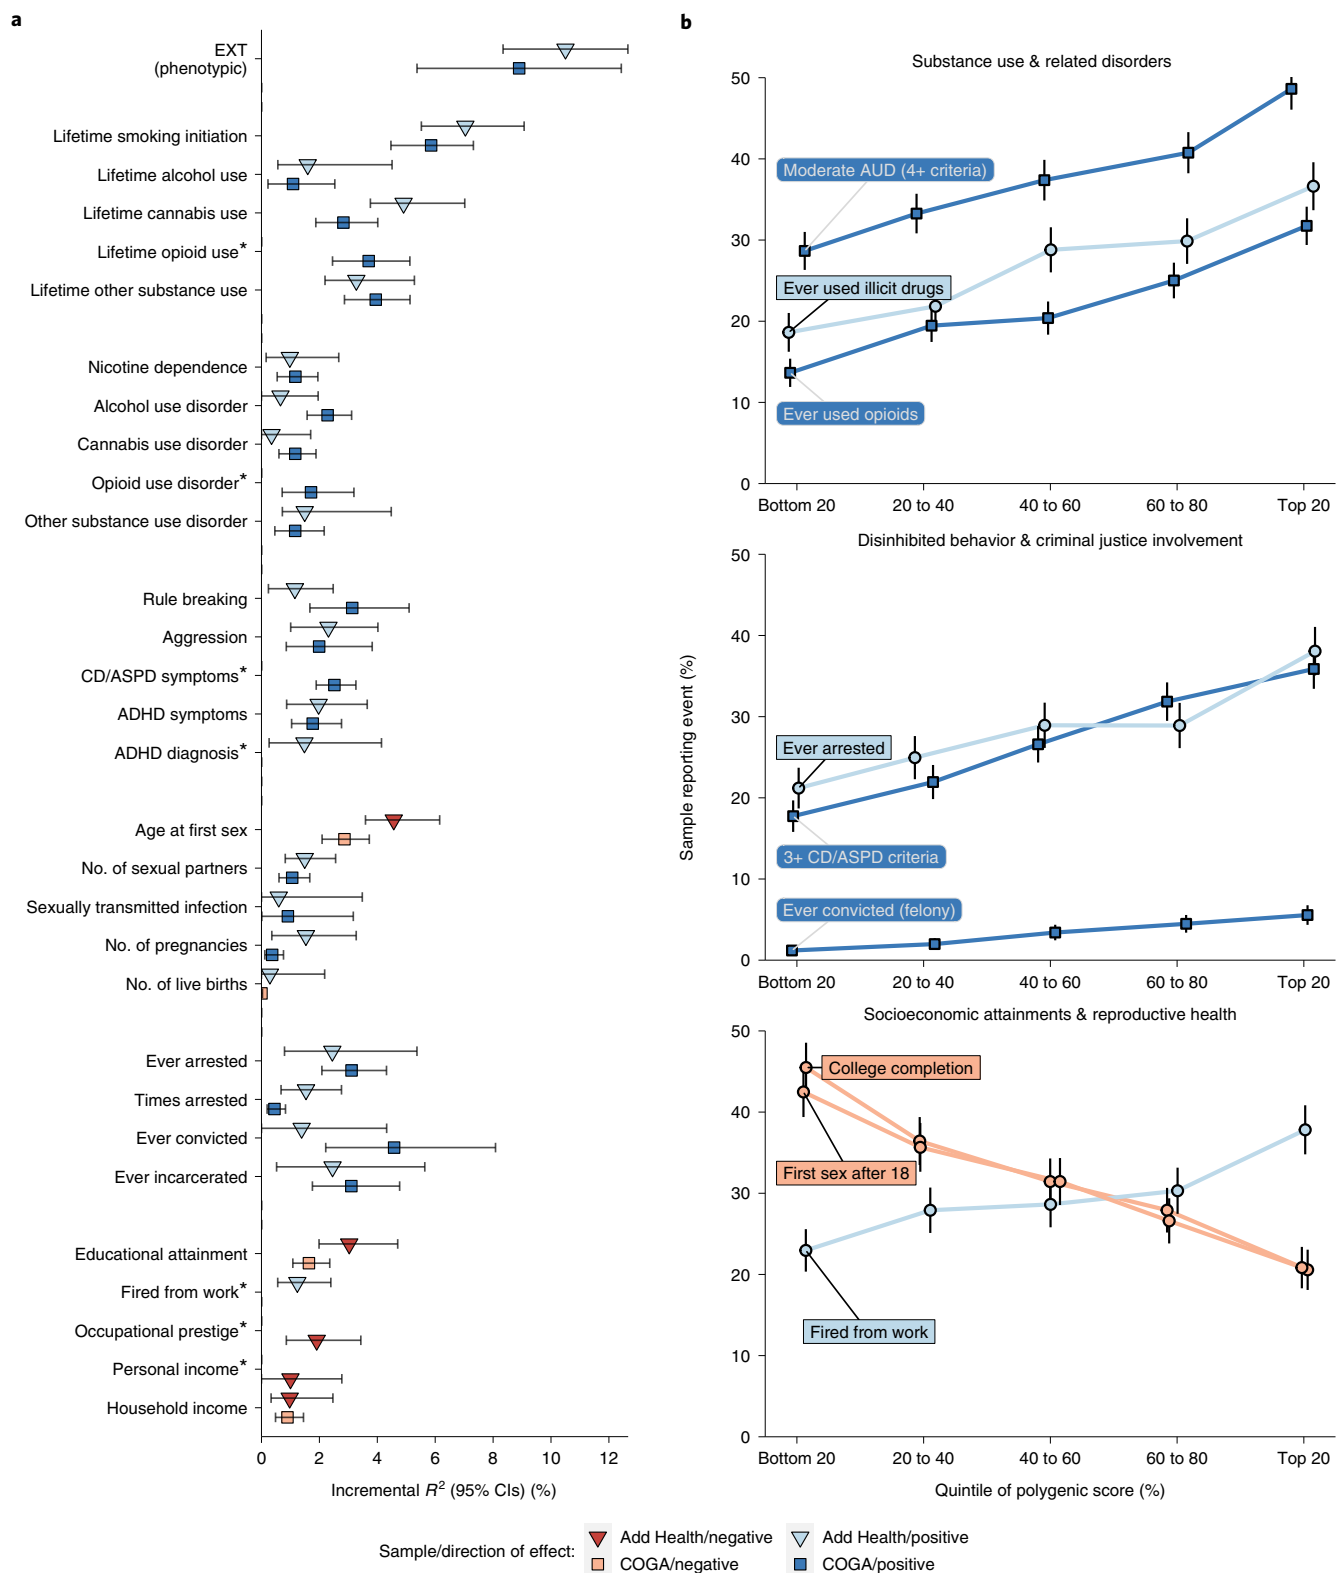 a
EXT
(phenotypic)
Lifetime smoking initiation
Lifetime alcohol use
Lifetime cannabis use
Lifetime opioid use*
Lifetime other substance use
Nicotine dependence
Alcohol use disorder
Cannabis use disorder
Opioid use disorder*
Other substance use disorder
Rule breaking
Aggression
CD/ASPD symptoms*
ADHD symptoms
ADHD diagnosis*
Age at first sex
No. of sexual partners
Sexually transmitted infection
No. of pregnancies
No. of live births
Ever arrested
Times arrested
Ever convicted
Ever incarcerated
Educational attainment
Fired from work*
Occupational prestige*
Personal income*
Household income
0 2 4 6 8 10 12
Incremental R² (95% CIs) (%)
b
Substance use & related disorders
50
40
30
20
10
0
Moderate AUD (4+ criteria)
Ever used illicit drugs
Ever used opioids
Bottom 20 20 to 40 40 to 60 60 to 80 Top 20
Disinhibited behavior & criminal justice involvement
Sample reporting event (%)
50
40
30
20
10
0
Ever arrested
3+ CD/ASPD criteria
Ever convicted (felony)
Bottom 20 20 to 40 40 to 60 60 to 80 Top 20
Socioeconomic attainments & reproductive health
50
40
30
20
10
0
College completion
First sex after 18
Fired from work
Bottom 20 20 to 40 40 to 60 60 to 80 Top 20
Quintile of polygenic score (%)
Sample/direction of effect:
Add Health/negative Add Health/positive
COGA/negative COGA/positive